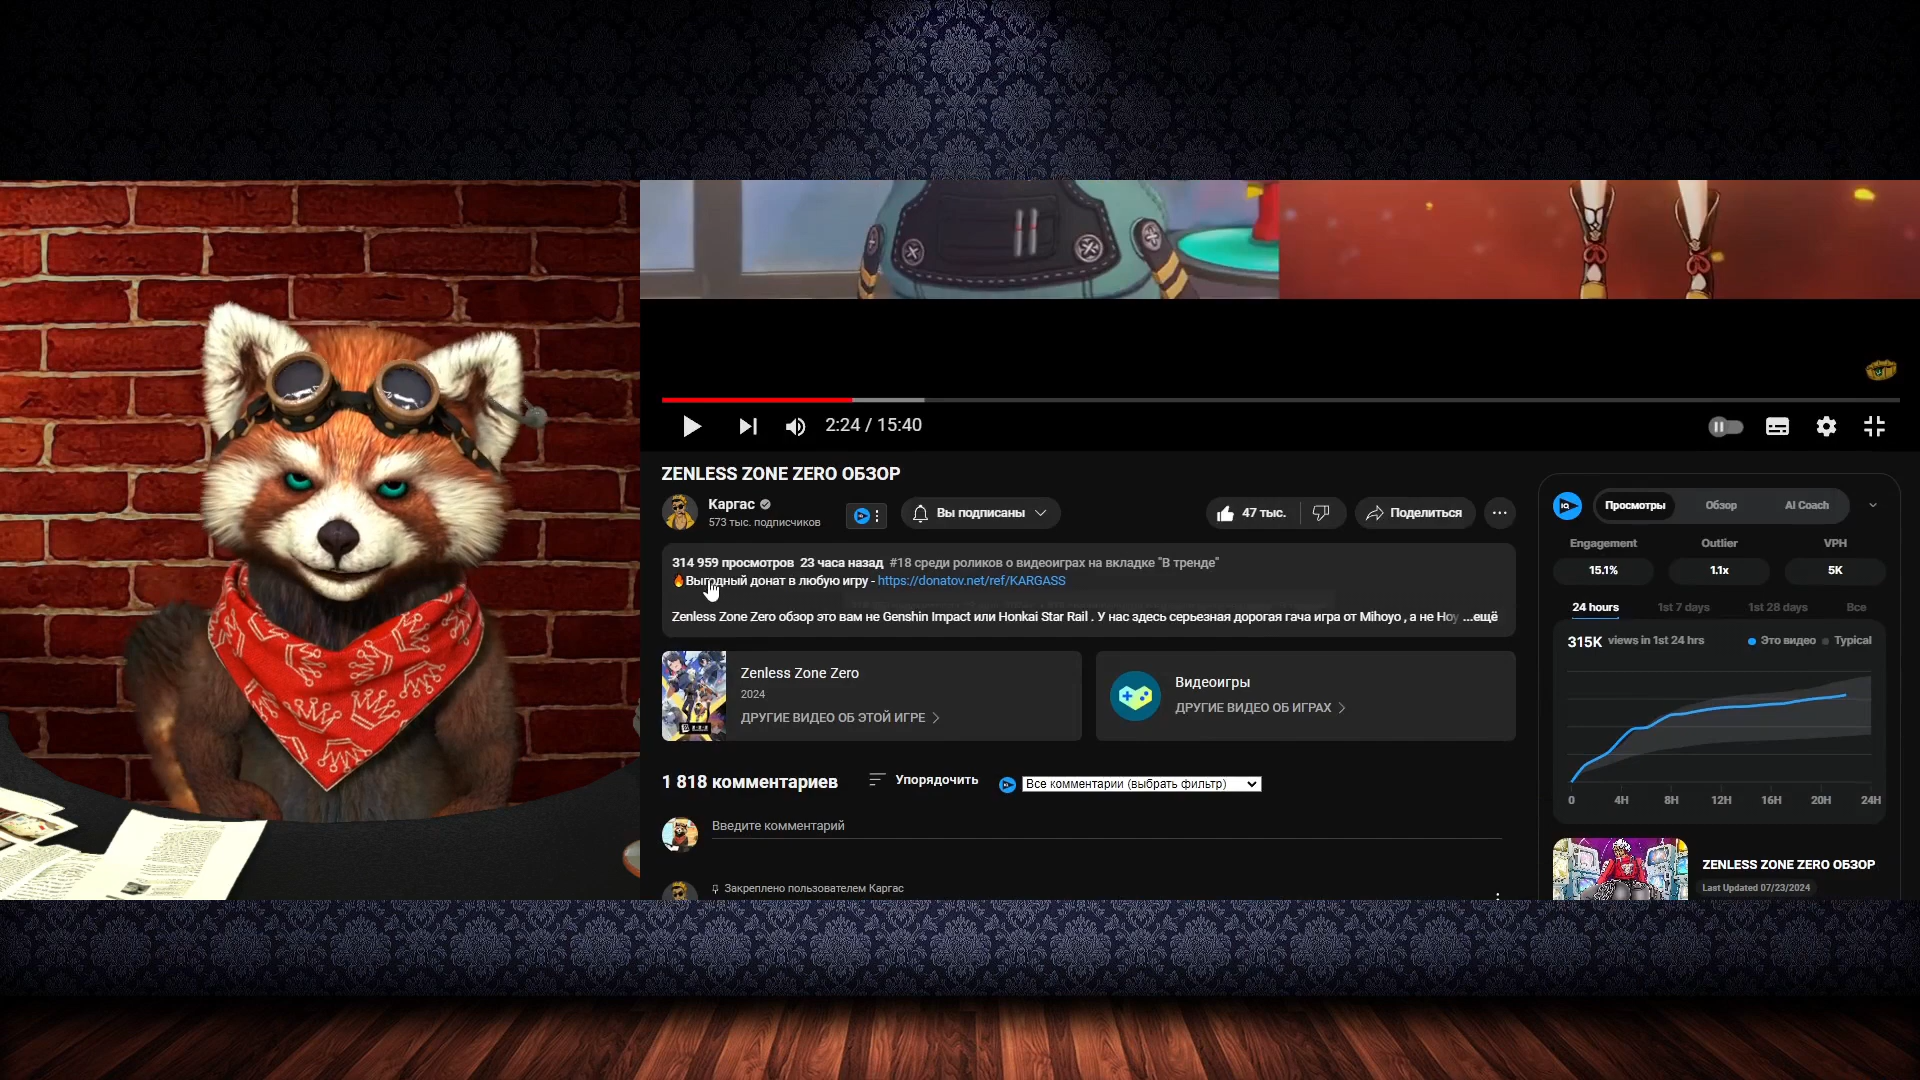 2:24 / 15:40
ZENLESS ZONE ZERO ОБЗОР
Каргас
573 тыс. подписчиков
Вы подписаны
47 тыс.
Поделиться
314 959 просмотров 23 часа назад #18 среди роликов о видеоиграх на вкладке "В тренде"
🔥Выгодный донат в любую игру - https://donatov.net/ref/KARGASS
Zenless Zone Zero обзор это вам не Genshin Impact или Honkai Star Rail . У нас здесь серьезная дорогая гача игра от Mihoyo , а не Hoy ...ещё
Zenless Zone Zero
2024
ДРУГИЕ ВИДЕО ОБ ЭТОЙ ИГРЕ
Видеоигры
ДРУГИЕ ВИДЕО ОБ ИГРАХ
1 818 комментариев
Упорядочить
Все комментарии (выбрать фильтр)
Введите комментарий
Закреплено пользователем Каргас
IQ
Просмотры
Обзор
AI Coach
Engagement
Outlier
VPH
15.1%
1.1x
5K
24 hours
1st 7 days
1st 28 days
Все
315K views in 1st 24 hrs
Это видео
Typical
0 4H 8H 12H 16H 20H 24H
ZENLESS ZONE ZERO ОБЗОР
Last Updated 07/23/2024